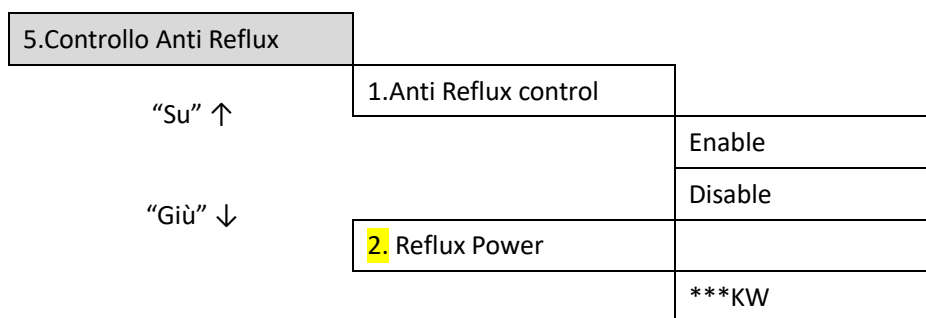 5.Controllo Anti Reflux
1.Anti Reflux control
“Su” ↑
Enable
Disable
“Giù” ↓
2. Reflux Power
***KW